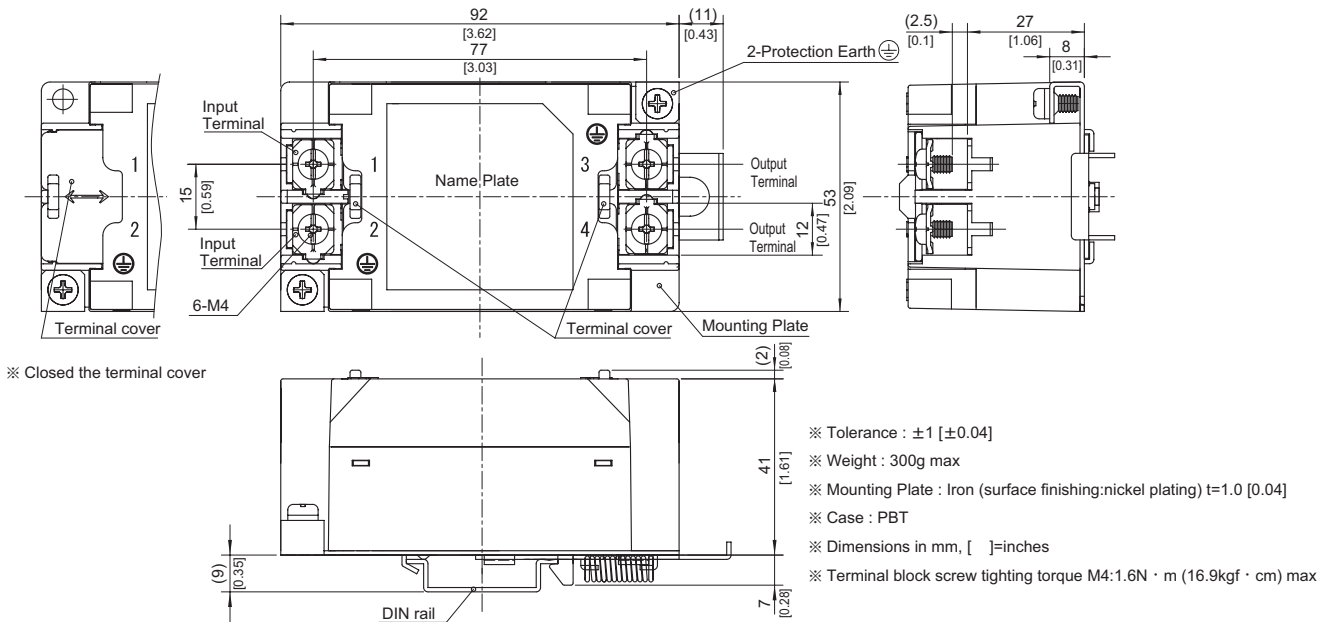 92
[3.62]
(11)
[0.43]
77
[3.03]
2-Protection Earth
(2.5)
[0.1]
27
[1.06]
8
[0.31]
Input
Terminal
1
2
15
[0.59]
1
2
Name Plate
3
4
Output
Terminal
Output
Terminal
12
[0.47]
53
[2.09]
Input
Terminal
6-M4
Terminal cover
Terminal cover
Mounting Plate
※ Closed the terminal cover
(2)
[0.08]
41
[1.61]
(9)
[0.35]
7
[0.28]
DIN rail
※ Tolerance : ±1 [±0.04]
※ Weight : 300g max
※ Mounting Plate : Iron (surface finishing:nickel plating) t=1.0 [0.04]
※ Case : PBT
※ Dimensions in mm, [ ]=inches
※ Terminal block screw tighting torque M4:1.6N・m (16.9kgf・cm) max